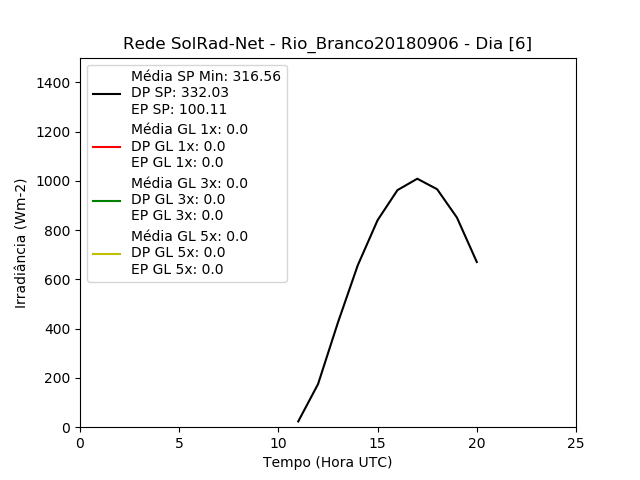 Rede SolRad-Net - Rio_Branco20180906 - Dia [6]
Média SP Min: 316.56
DP SP: 332.03
EP SP: 100.11
Média GL 1x: 0.0
DP GL 1x: 0.0
EP GL 1x: 0.0
Média GL 3x: 0.0
DP GL 3x: 0.0
EP GL 3x: 0.0
Média GL 5x: 0.0
DP GL 5x: 0.0
EP GL 5x: 0.0
Irradiância (Wm-2)
1400
1200
1000
800
600
400
200
0
0 5 10 15 20 25
Tempo (Hora UTC)